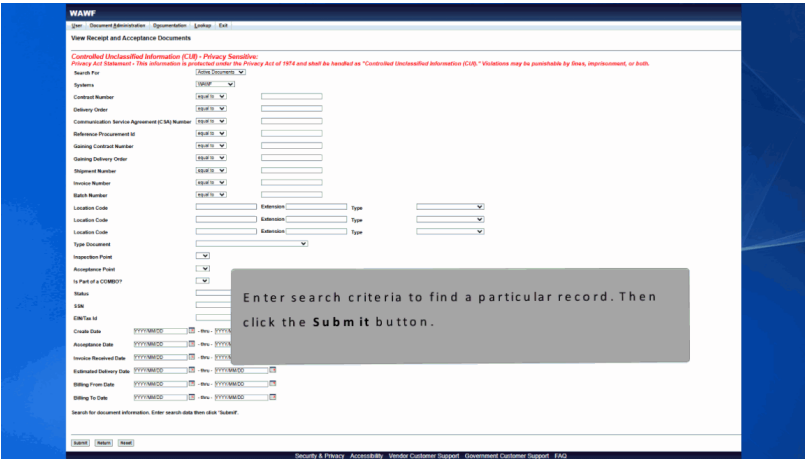 WAWF
User Document Administration Documentation Lookup Exit
View Receipt and Acceptance Documents
Controlled Unclassified Information (CUI) - Privacy Sensitive:
Privacy Act Statement - This information is protected under the Privacy Act of 1974 and shall be handled as "Controlled Unclassified Information (CUI)." Violations may be punishable by fines, imprisonment, or both.
Search For Active Documents
Systems WAWF
Contract Number equal to
Delivery Order equal to
Communication Service Agreement (CSA) Number equal to
Reference Procurement Id equal to
Gaining Contract Number equal to
Gaining Delivery Order equal to
Shipment Number equal to
Invoice Number equal to
Batch Number equal to
Location Code Extension Type
Location Code Extension Type
Location Code Extension Type
Type Document
Inspection Point
Acceptance Point
Is Part of a COMBO?
Status
SSN
EIN/Tax Id
Enter search criteria to find a particular record. Then
click the Submit button.
Create Date YYYY/MM/DD - thru - YYYY/M
Acceptance Date YYYY/MM/DD - thru - YYYY/M
Invoice Received Date YYYY/MM/DD - thru - YYYY/M
Estimated Delivery Date YYYY/MM/DD - thru - YYYY/MM/DD
Billing From Date YYYY/MM/DD - thru - YYYY/MM/DD
Billing To Date YYYY/MM/DD - thru - YYYY/MM/DD
Search for document information. Enter search data then click 'Submit'.
Submit Return Reset
Security & Privacy Accessibility Vendor Customer Support Government Customer Support FAQ